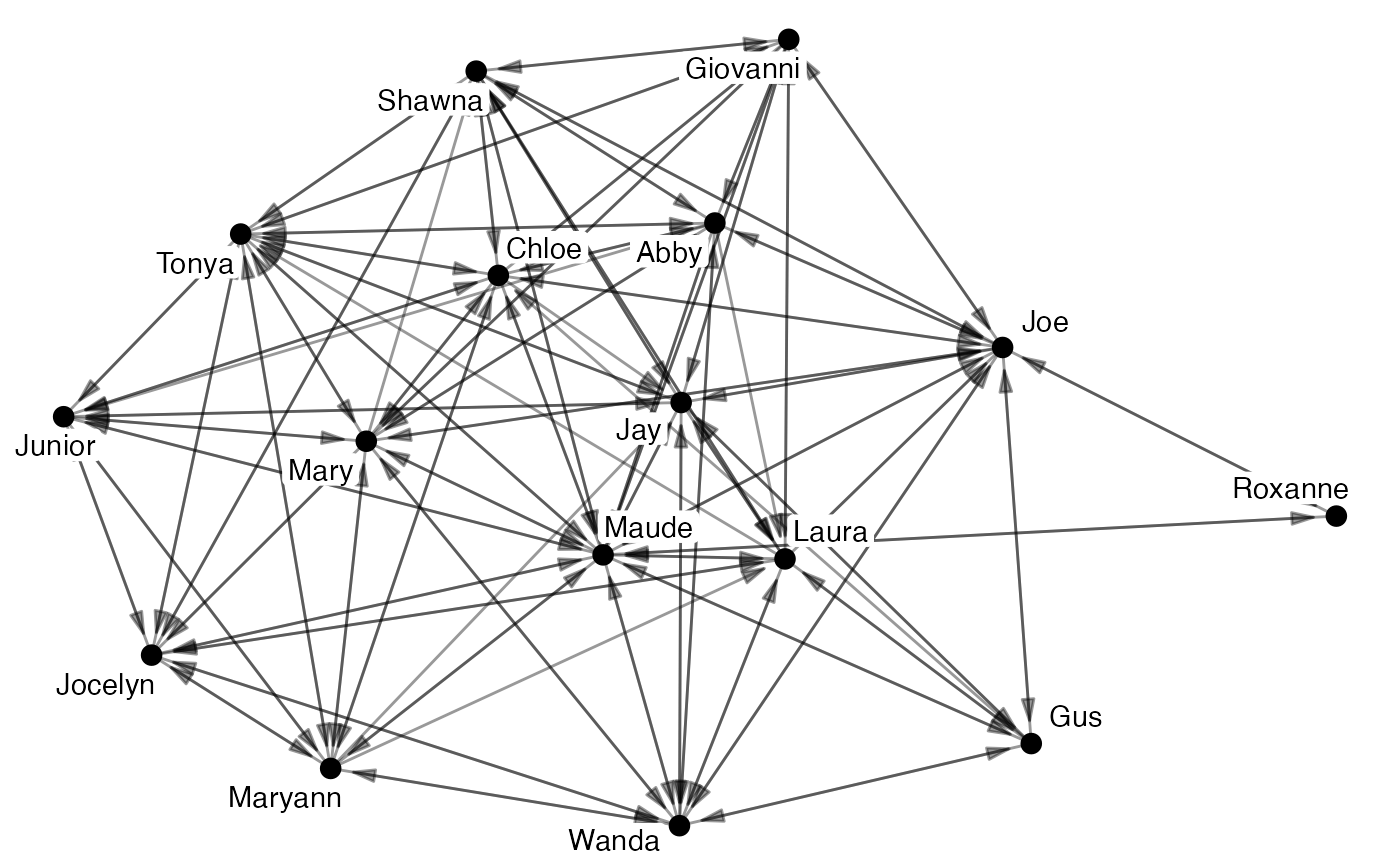 Giovanni
Shawna
Chloe
Abby
Tonya
Joe
Junior
Jay
Mary
Roxanne
Maude
Laura
Jocelyn
Gus
Maryann
Wanda